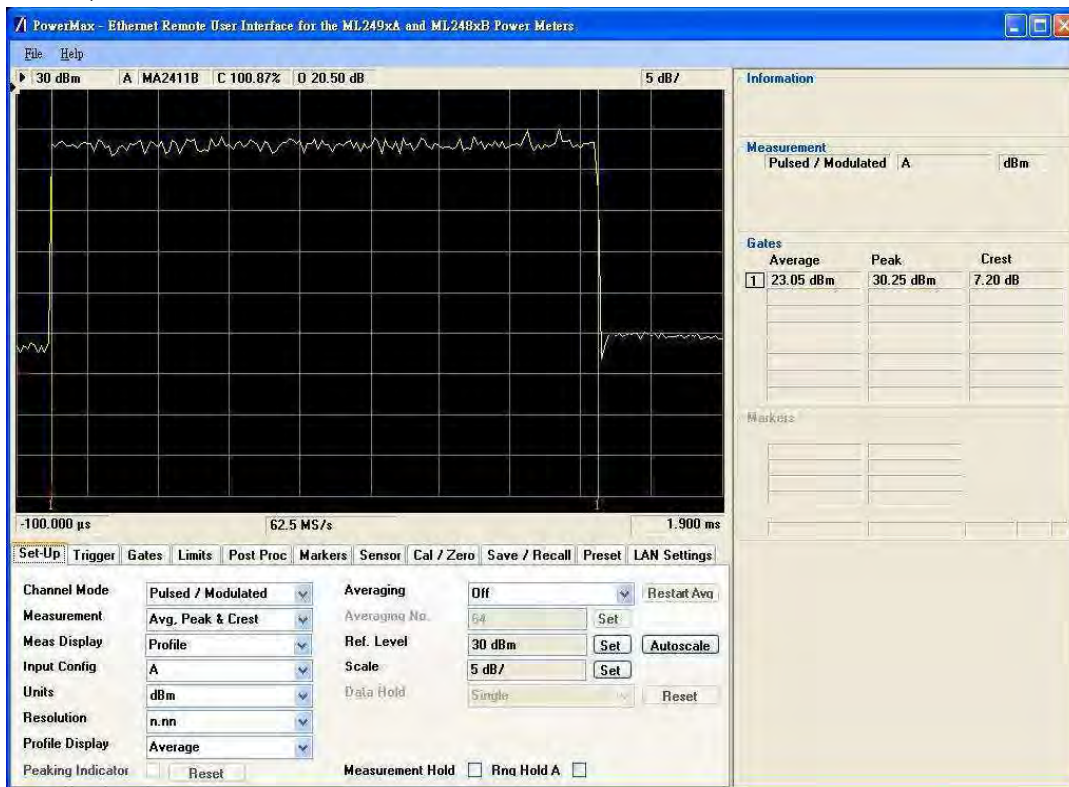 PowerMax - Ethernet Remote User Interface for the ML249xA and ML248xB Power Meters
File Help
30 dBm A MA2411B C 100.87% O 20.50 dB 5 dB/
1 1
-100.000 µs 62.5 MS/s 1.900 ms
Information
Measurement
Pulsed / Modulated A dBm
Gates
Average Peak Crest
1 23.05 dBm 30.25 dBm 7.20 dB
Markers
Set-Up Trigger Gates Limits Post Proc Markers Sensor Cal / Zero Save / Recall Preset LAN Settings
Channel Mode Pulsed / Modulated Averaging Off Restart Avg
Measurement Avg, Peak & Crest Averaging No. 64 Set
Meas Display Profile Ref. Level 30 dBm Set Autoscale
Input Config A Scale 5 dB/ Set
Units dBm Data Hold Single Reset
Resolution n.nn
Profile Display Average
Peaking Indicator Reset Measurement Hold Rng Hold A